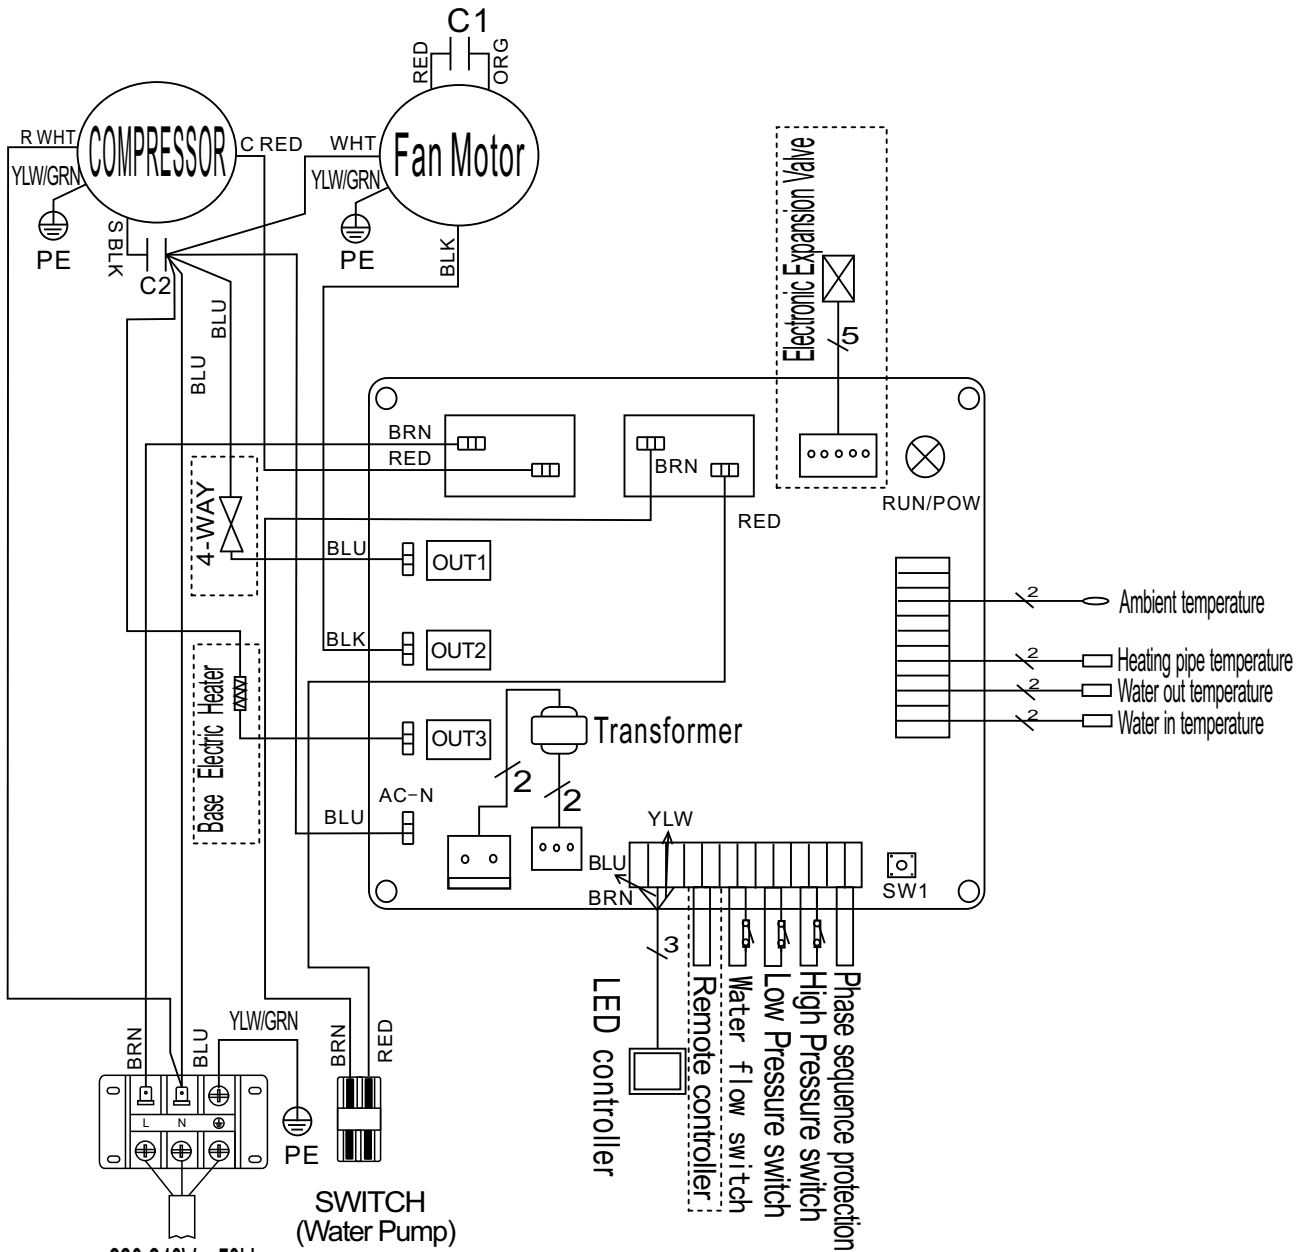 C1
RED
ORG
COMPRESSOR
R WHT
C RED
YLW/GRN
PE
S BLK
C2
Fan Motor
WHT
YLW/GRN
PE
BLK
BLU
BLU
Electronic Expansion Valve
5
BRN
RED
BRN
RED
RUN/POW
4-WAY
BLU
OUT1
BLK
OUT2
Base Electric Heater
OUT3
Transformer
2
2
AC-N
BLU
2
Ambient temperature
2
Heating pipe temperature
2
Water out temperature
2
Water in temperature
YLW
BLU
BRN
SW1
3
LED controller
Remote controller
Water flow switch
Low Pressure switch
High Pressure switch
Phase sequence protection
BRN
BLU
YLW/GRN
BRN
RED
L
N
PE
SWITCH
(Water Pump)